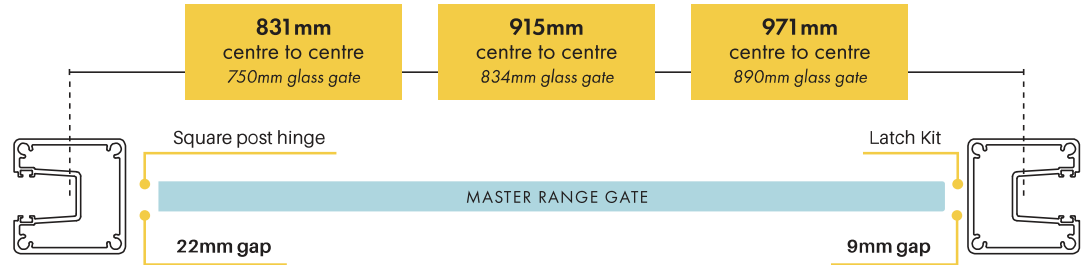 831mm
centre to centre
750mm glass gate
915mm
centre to centre
834mm glass gate
971mm
centre to centre
890mm glass gate
Square post hinge
Latch Kit
MASTER RANGE GATE
22mm gap
9mm gap